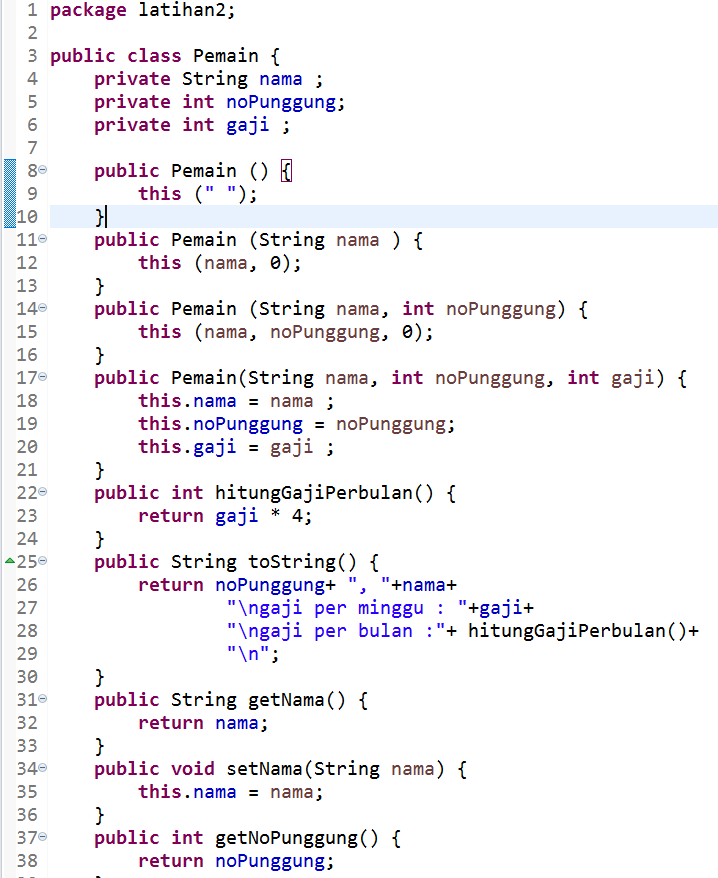 1 package latihan2;
2
3 public class Pemain {
4     private String nama ;
5     private int noPunggung;
6     private int gaji ;
7
8     public Pemain () {
9         this (" ");
10     }
11     public Pemain (String nama ) {
12         this (nama, 0);
13     }
14     public Pemain (String nama, int noPunggung) {
15         this (nama, noPunggung, 0);
16     }
17     public Pemain(String nama, int noPunggung, int gaji) {
18         this.nama = nama ;
19         this.noPunggung = noPunggung;
20         this.gaji = gaji ;
21     }
22     public int hitungGajiPerbulan() {
23         return gaji * 4;
24     }
25     public String toString() {
26         return noPunggung+ ", "+nama+
27                 "\ngaji per minggu : "+gaji+
28                 "\ngaji per bulan :"+ hitungGajiPerbulan()+
29                 "\n";
30     }
31     public String getNama() {
32         return nama;
33     }
34     public void setNama(String nama) {
35         this.nama = nama;
36     }
37     public int getNoPunggung() {
38         return noPunggung;